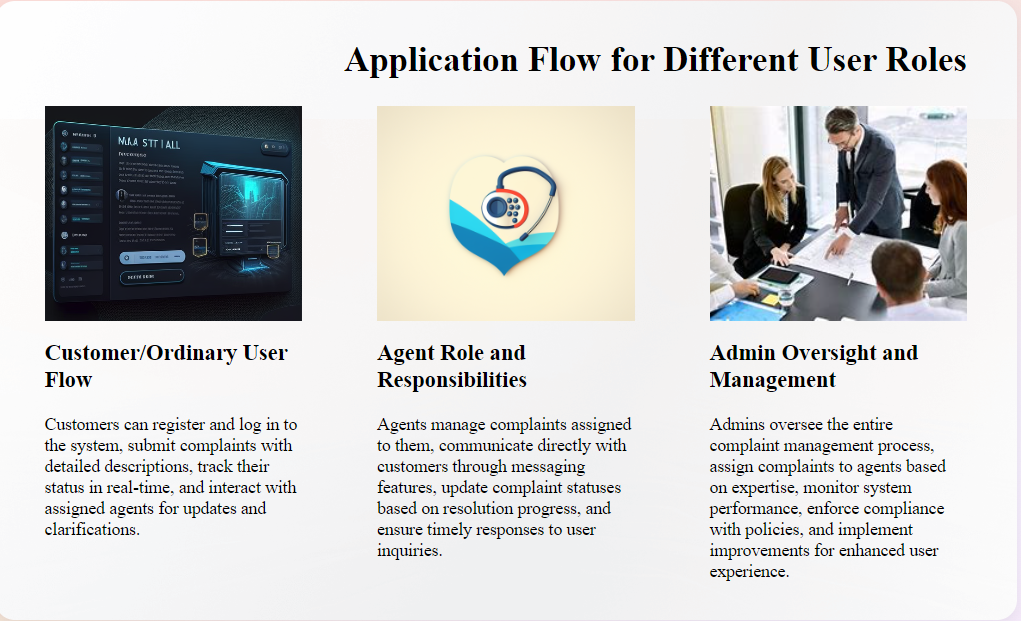 Application Flow for Different User Roles
Customer/Ordinary User
Flow
Customers can register and log in to
the system, submit complaints with
detailed descriptions, track their
status in real-time, and interact with
assigned agents for updates and
clarifications.
Agent Role and
Responsibilities
Agents manage complaints assigned
to them, communicate directly with
customers through messaging
features, update complaint statuses
based on resolution progress, and
ensure timely responses to user
inquiries.
Admin Oversight and
Management
Admins oversee the entire
complaint management process,
assign complaints to agents based
on expertise, monitor system
performance, enforce compliance
with policies, and implement
improvements for enhanced user
experience.